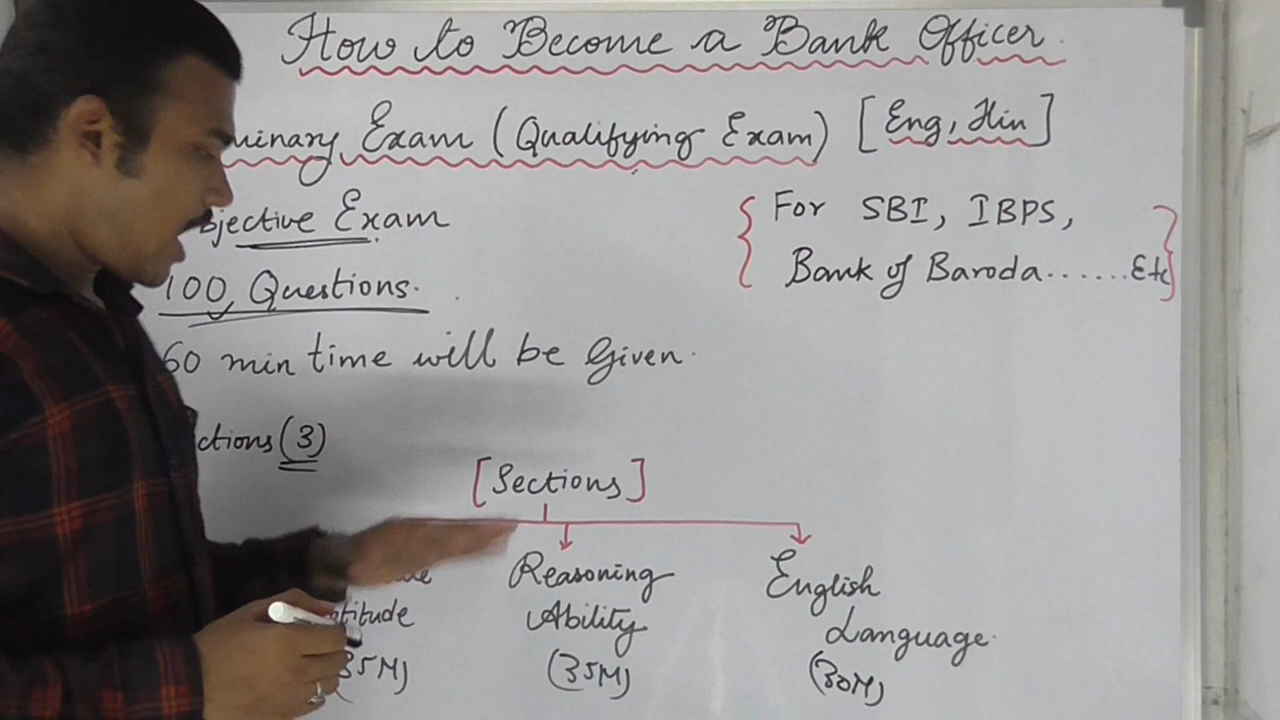 How to Become a Bank Officer.
minary Exam (Qualifying Exam) [Eng, Hin]
bjective Exam
100 Questions.
60 min time will be Given.
ctions (3)
{ For SBI, IBPS, }
Bank of Baroda......Etc
[Sections]
titude
(35M)
Reasoning
Ability
(35M)
English
Language.
(30M)